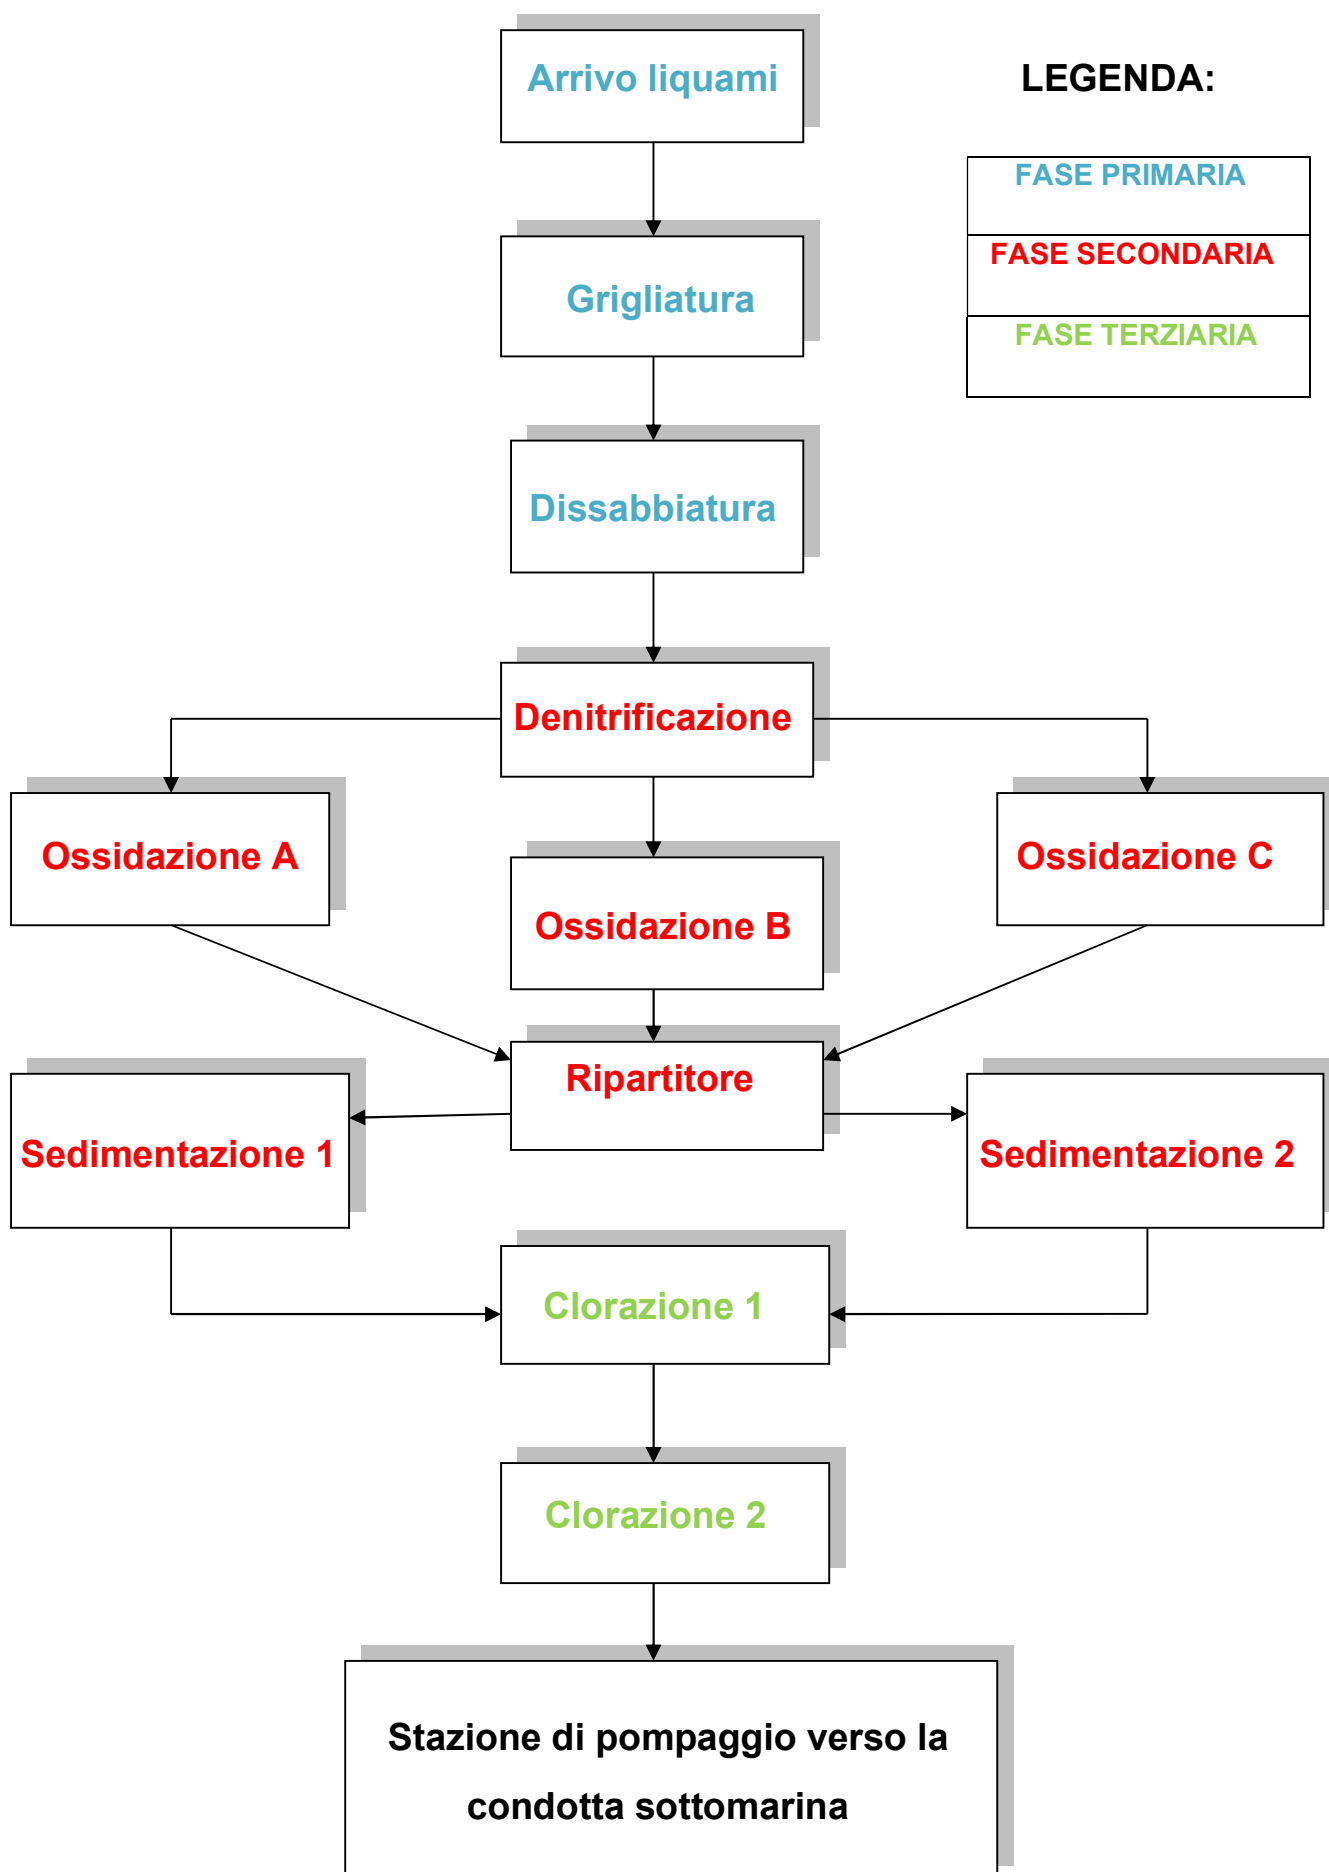 Arrivo liquami
LEGENDA:
FASE PRIMARIA
FASE SECONDARIA
FASE TERZIARIA
Grigliatura
Dissabbiatura
Denitrificazione
Ossidazione A
Ossidazione B
Ossidazione C
Ripartitore
Sedimentazione 1
Sedimentazione 2
Clorazione 1
Clorazione 2
Stazione di pompaggio verso la
condotta sottomarina